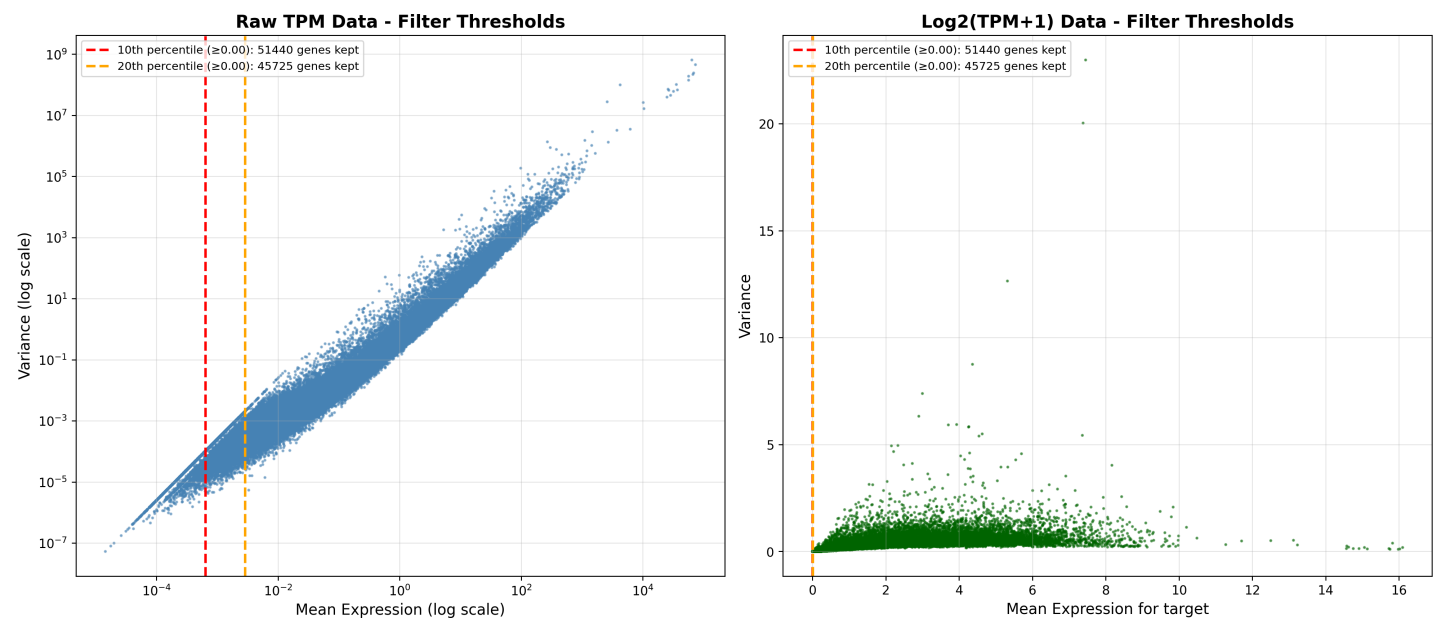 Raw TPM Data - Filter Thresholds
10th percentile (≥0.00): 51440 genes kept
20th percentile (≥0.00): 45725 genes kept
Variance (log scale)
10⁹
10⁷
10⁵
10³
10¹
10⁻¹
10⁻³
10⁻⁵
10⁻⁷
10⁻⁴ 10⁻² 10⁰ 10² 10⁴
Mean Expression (log scale)
Log2(TPM+1) Data - Filter Thresholds
10th percentile (≥0.00): 51440 genes kept
20th percentile (≥0.00): 45725 genes kept
Variance
20
15
10
5
0
0 2 4 6 8 10 12 14 16
Mean Expression for target